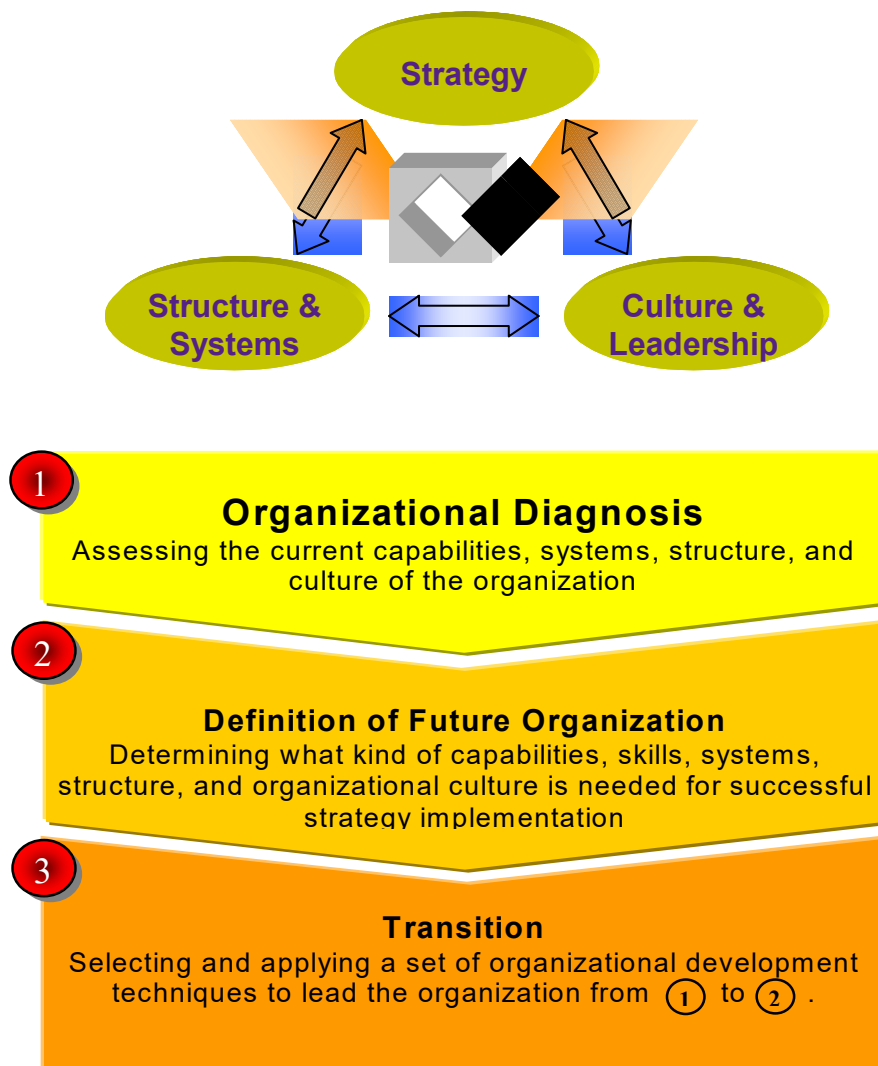 Strategy
Structure &
Systems
Culture &
Leadership
1
Organizational Diagnosis
Assessing the current capabilities, systems, structure, and
culture of the organization
2
Definition of Future Organization
Determining what kind of capabilities, skills, systems,
structure, and organizational culture is needed for successful
strategy implementation
3
Transition
Selecting and applying a set of organizational development
techniques to lead the organization from 1 to 2 .